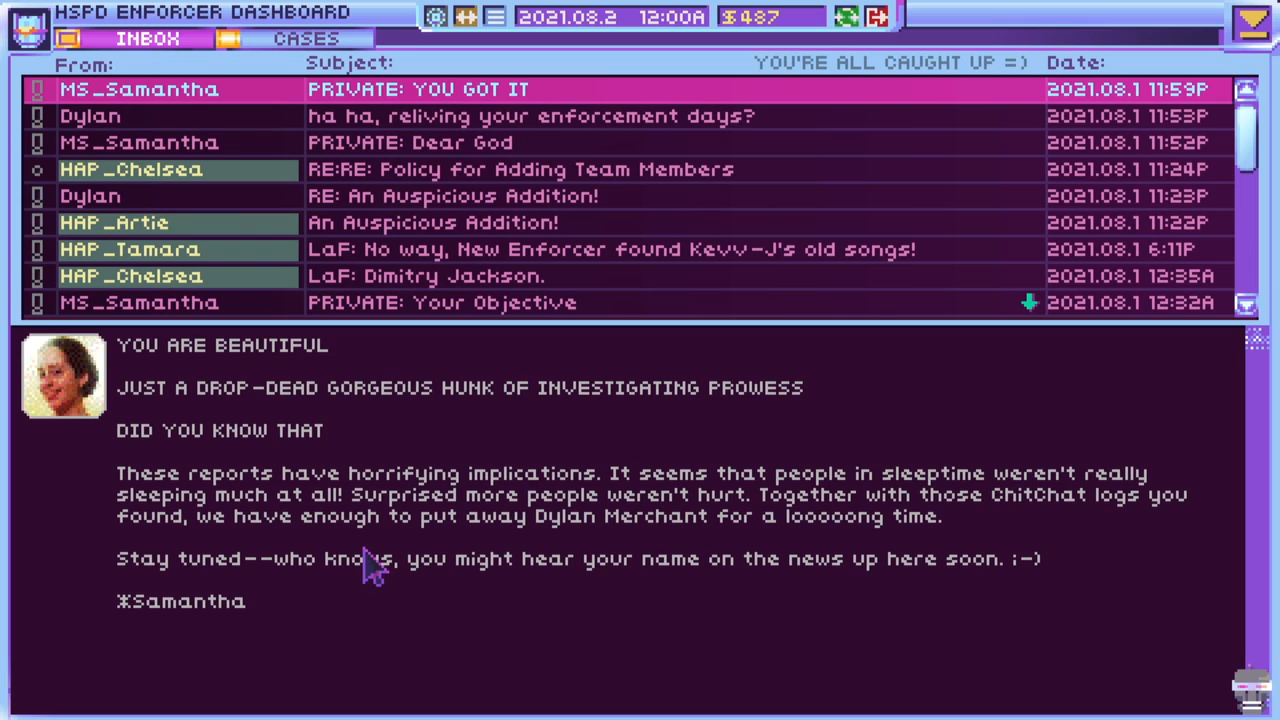 HSPD ENFORCER DASHBOARD
2021.08.2 12:00A
487
INBOX
CASES
From:
Subject:
YOU'RE ALL CAUGHT UP =)
Date:
MS_Samantha PRIVATE: YOU GOT IT 2021.08.1 11:59P
Dylan ha ha, reliving your enforcement days? 2021.08.1 11:53P
MS_Samantha PRIVATE: Dear God 2021.08.1 11:52P
HAP_Chelsea RE:RE: Policy for Adding Team Members 2021.08.1 11:24P
Dylan RE: An Auspicious Addition! 2021.08.1 11:23P
HAP_Artie An Auspicious Addition! 2021.08.1 11:22P
HAP_Tamara LaF: No way, New Enforcer found Kevv-J's old songs! 2021.08.1 6:11P
HAP_Chelsea LaF: Dimitry Jackson. 2021.08.1 12:35A
MS_Samantha PRIVATE: Your Objective 2021.08.1 12:32A
YOU ARE BEAUTIFUL
JUST A DROP-DEAD GORGEOUS HUNK OF INVESTIGATING PROWESS
DID YOU KNOW THAT
These reports have horrifying implications. It seems that people in sleeptime weren't really
sleeping much at all! Surprised more people weren't hurt. Together with those ChitChat logs you
found, we have enough to put away Dylan Merchant for a looooong time.
Stay tuned--who knows, you might hear your name on the news up here soon. ;-)
*Samantha